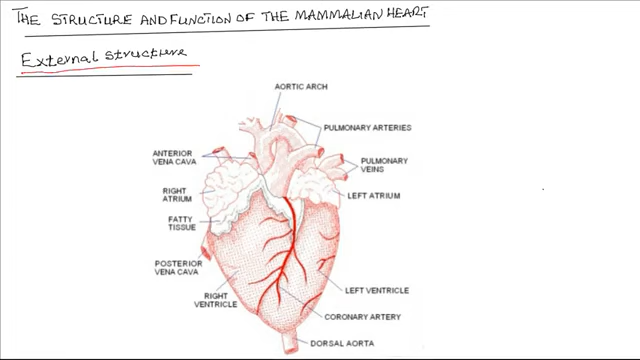 THE STRUCTURE AND FUNCTION OF THE MAMMALIAN HEART
External structure
AORTIC ARCH
PULMONARY ARTERIES
ANTERIOR
VENA CAVA
PULMONARY
VEINS
RIGHT
ATRIUM
LEFT ATRIUM
FATTY
TISSUE
POSTERIOR
VENA CAVA
RIGHT
VENTRICLE
LEFT VENTRICLE
CORONARY ARTERY
DORSAL AORTA